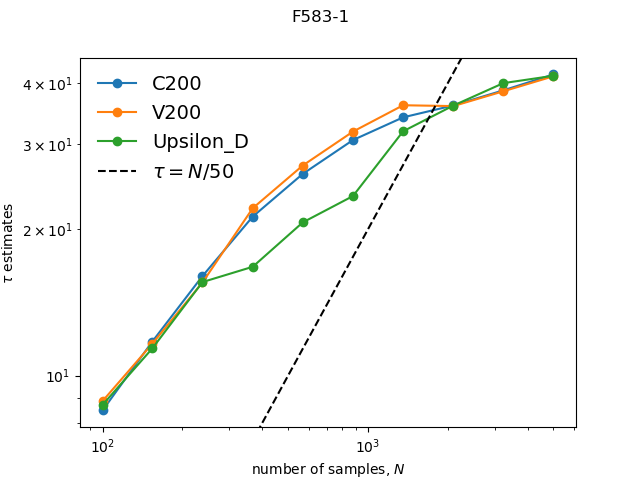 F583-1
C200
V200
Upsilon_D
τ = N/50
4 × 10¹
3 × 10¹
2 × 10¹
10¹
τ estimates
10²
10³
number of samples, N